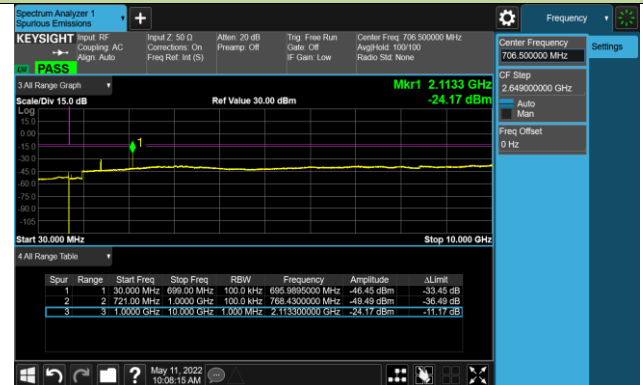 Spectrum Analyzer 1
Spurious Emissions
+
Frequency
KEYSIGHT Input: RF Input Z: 50 Ω Atten: 20 dB Trig: Free Run Center Freq: 706.500000 MHz
Coupling: AC Corrections: On Preamp: Off Gate: Off Avg|Hold: 100/100
Align: Auto Freq Ref: Int (S) IF Gain: Low Radio Std: None
PASS
Center Frequency
706.500000 MHz
Settings
CF Step
2.649000000 GHz
Auto
Man
Freq Offset
0 Hz
3 All Range Graph
Mkr1 2.1133 GHz
Scale/Div 15.0 dB Ref Value 30.00 dBm -24.17 dBm
Log
15.0
0.00
-15.0
1
-30.0
-45.0
-60.0
-75.0
-90.0
-105
Start 30.000 MHz Stop 10.000 GHz
4 All Range Table
Spur Range Start Freq Stop Freq RBW Frequency Amplitude ΔLimit
1 1 30.000 MHz 699.00 MHz 100.0 kHz 695.9895000 MHz -46.45 dBm -33.45 dB
2 2 721.00 MHz 1.0000 GHz 100.0 kHz 768.4300000 MHz -49.49 dBm -36.49 dB
3 3 1.0000 GHz 10.000 GHz 1.000 MHz 2.113300000 GHz -24.17 dBm -11.17 dB
? May 11, 2022
10:08:15 AM